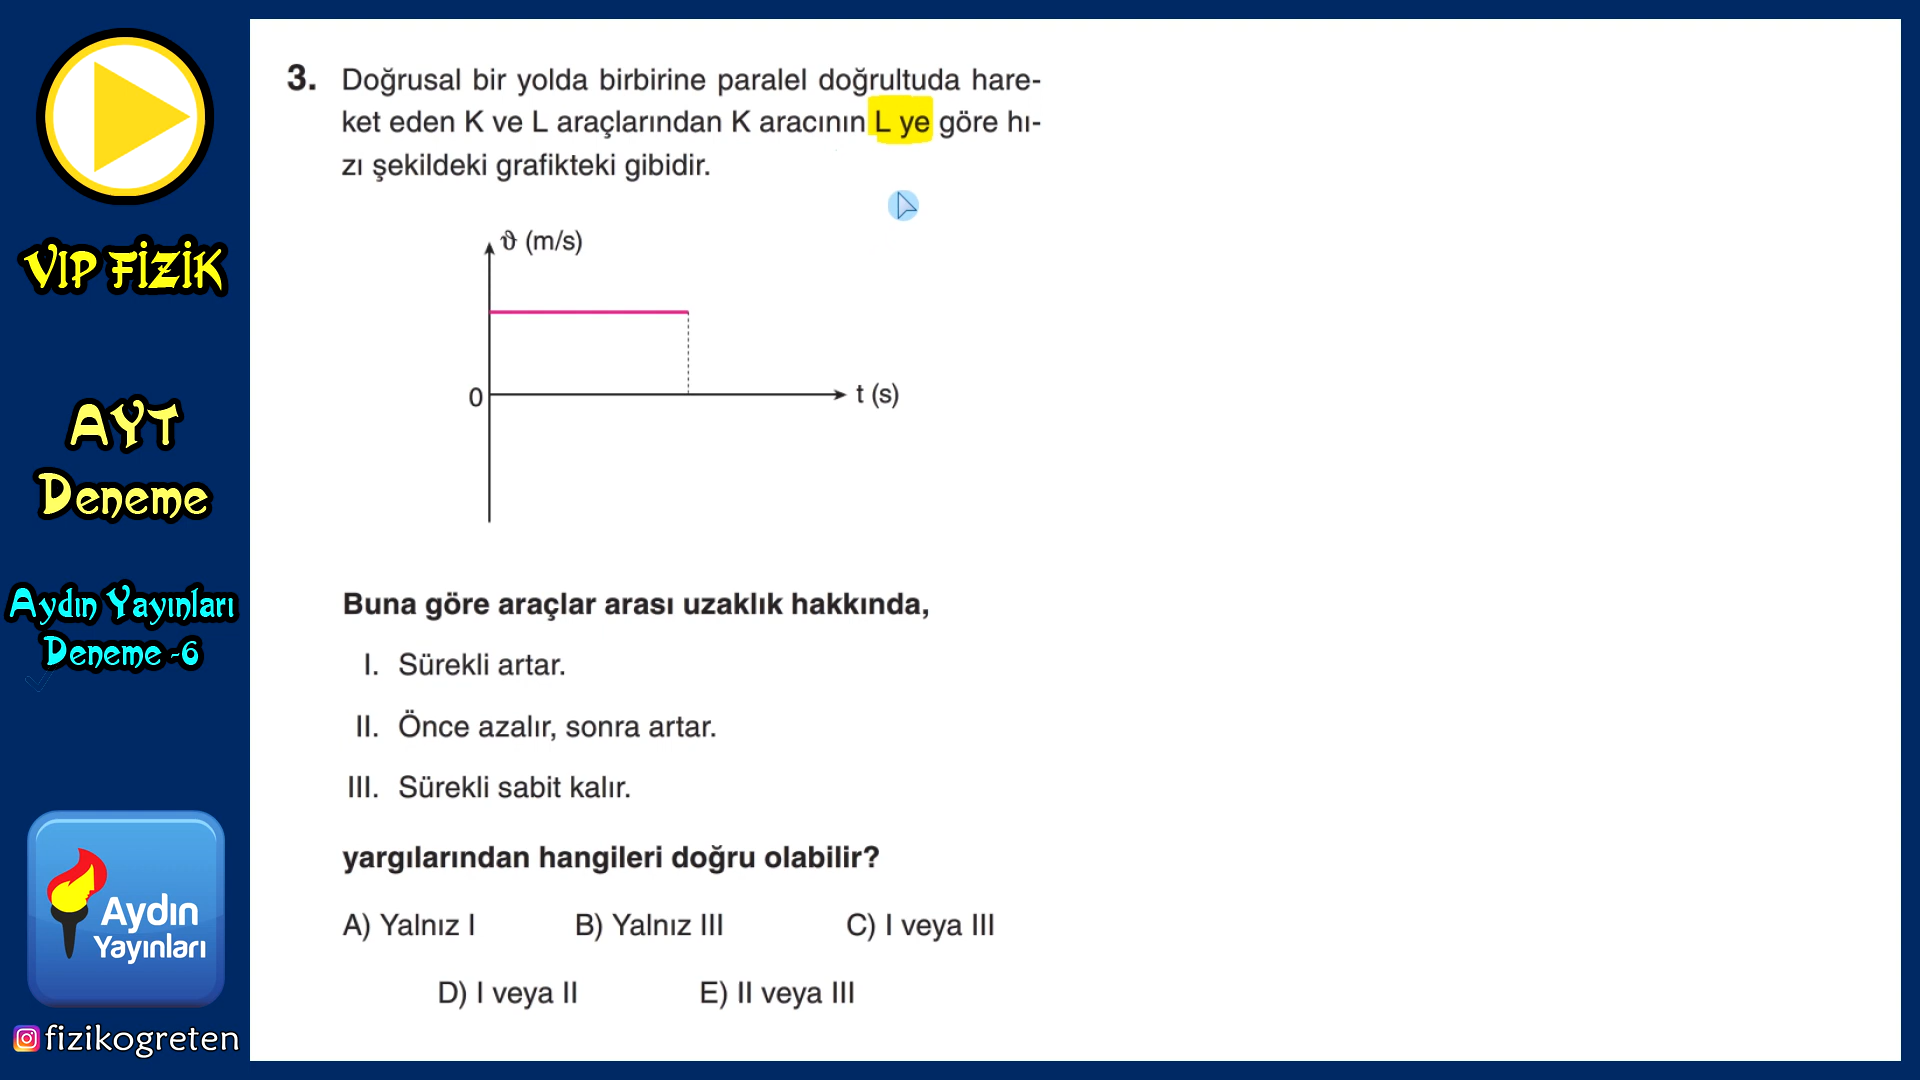 VIP FİZİK
AYT
Deneme
Aydın Yayınları
Deneme -6
Aydın
Yayınları
fizikogreten
3. Doğrusal bir yolda birbirine paralel doğrultuda hare-
ket eden K ve L araçlarından K aracının L ye göre hı-
zı şekildeki grafikteki gibidir.
ϑ (m/s)
0
t (s)
Buna göre araçlar arası uzaklık hakkında,
I. Sürekli artar.
II. Önce azalır, sonra artar.
III. Sürekli sabit kalır.
yargılarından hangileri doğru olabilir?
A) Yalnız I B) Yalnız III C) I veya III
D) I veya II E) II veya III